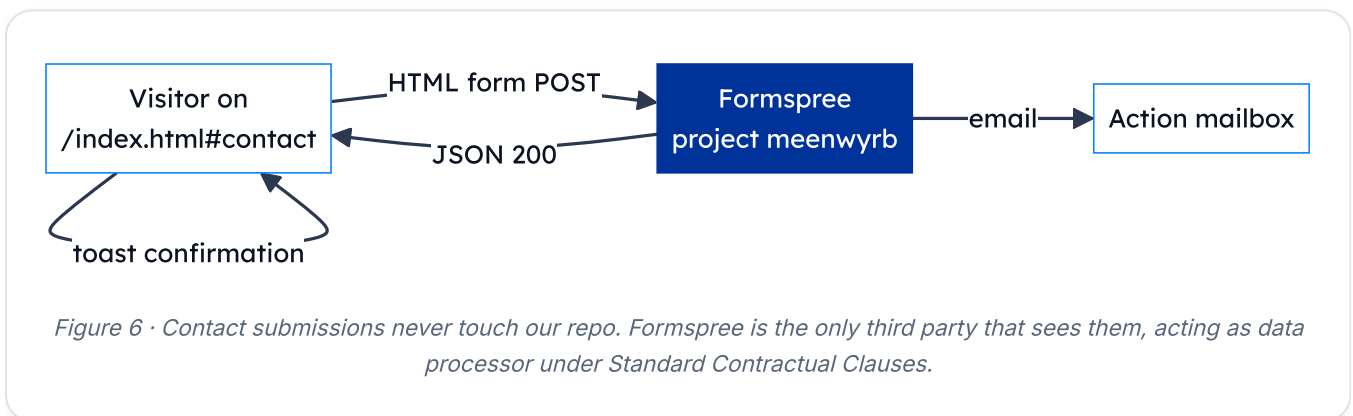 Visitor on
/index.html#contact
HTML form POST
JSON 200
Formspree
project meenwyrb
email
Action mailbox
toast confirmation
Figure 6 · Contact submissions never touch our repo. Formspree is the only third party that sees them, acting as data
processor under Standard Contractual Clauses.